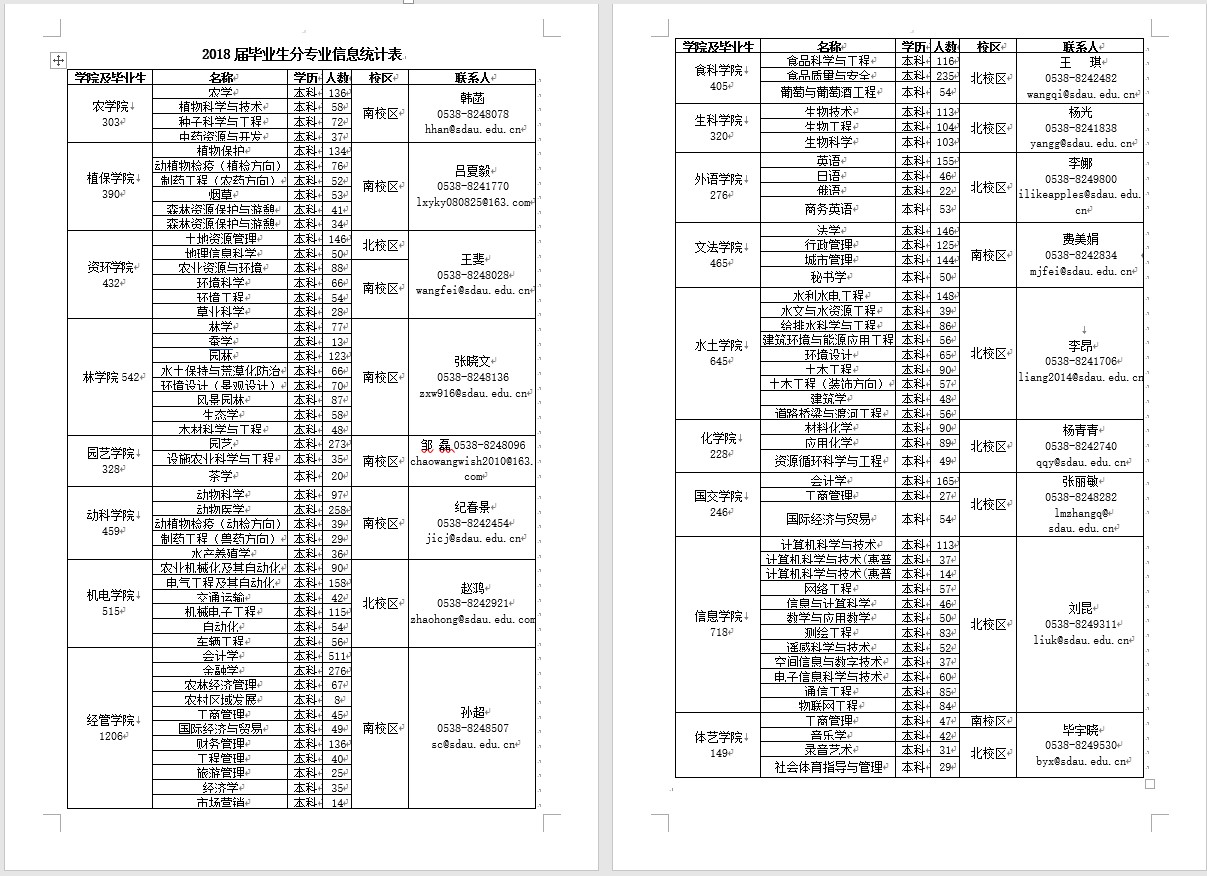 2018 届毕业生分专业信息统计表
学院及毕业生 名称 学历 人数 校区 联系人
农学院 303 南校区 韩菡 0538-8248078 hhan@sdau.edu.cn
农学 本科 136
植物科学与技术 本科 58
种子科学与工程 本科 72
中药资源与开发 本科 37
植保学院 390 南校区 吕夏毅 0538-8241770 lxyky080825@163.com
植物保护 本科 134
动植物检疫（植检方向） 本科 76
制药工程（农药方向） 本科 52
烟草 本科 53
森林资源保护与游憩 本科 41
森林资源保护与游憩 本科 34
资环学院 432 王斐 0538-8248028 wangfei@sdau.edu.cn
土地资源管理 本科 146 北校区
地理信息科学 本科 50
农业资源与环境 本科 88 南校区
环境科学 本科 66
环境工程 本科 54
草业科学 本科 28
林学院 542 南校区 张晓文 0538-8248136 zxw916@sdau.edu.cn
林学 本科 77
蚕学 本科 13
园林 本科 123
水土保持与荒漠化防治 本科 66
环境设计（景观设计） 本科 70
风景园林 本科 87
生态学 本科 58
木材科学与工程 本科 48
园艺学院 328 南校区 邹 磊 0538-8248096 chaowangwish2010@163.com
园艺 本科 273
设施农业科学与工程 本科 35
茶学 本科 20
动科学院 459 南校区 纪春景 0538-8242454 jicj@sdau.edu.cn
动物科学 本科 97
动物医学 本科 258
动植物检疫（动检方向） 本科 39
制药工程（兽药方向） 本科 29
水产养殖学 本科 36
机电学院 515 北校区 赵鸿 0538-8242921 zhaohong@sdau.edu.com
农业机械化及其自动化 本科 90
电气工程及其自动化 本科 158
交通运输 本科 42
机械电子工程 本科 115
自动化 本科 54
车辆工程 本科 56
经管学院 1206 南校区 孙超 0538-8248507 sc@sdau.edu.cn
会计学 本科 511
金融学 本科 276
农林经济管理 本科 67
农村区域发展 本科 8
工商管理 本科 45
国际经济与贸易 本科 49
财务管理 本科 136
工程管理 本科 40
旅游管理 本科 25
经济学 本科 35
市场营销 本科 14
学院及毕业生 名称 学历 人数 校区 联系人
食科学院 405 北校区 王 琪 0538-8242482 wangqi@sdau.edu.cn
食品科学与工程 本科 116
食品质量与安全 本科 235
葡萄与葡萄酒工程 本科 54
生科学院 320 北校区 杨光 0538-8241838 yangg@sdau.edu.cn
生物技术 本科 113
生物工程 本科 104
生物科学 本科 103
外语学院 276 北校区 李娜 0538-8249800 ilikeapples@sdau.edu.cn
英语 本科 155
日语 本科 46
俄语 本科 22
商务英语 本科 53
文法学院 465 南校区 费美娟 0538-8242834 mjfei@sdau.edu.cn
法学 本科 146
行政管理 本科 125
城市管理 本科 144
秘书学 本科 50
水土学院 645 北校区 李昂 0538-8241706 liang2014@sdau.edu.cn
水利水电工程 本科 148
水文与水资源工程 本科 39
给排水科学与工程 本科 86
建筑环境与能源应用工程 本科 56
环境设计 本科 65
土木工程 本科 90
土木工程（装饰方向） 本科 57
建筑学 本科 48
道路桥梁与渡河工程 本科 56
化学院 228 北校区 杨青青 0538-8242740 qqy@sdau.edu.cn
材料化学 本科 90
应用化学 本科 89
资源循环科学与工程 本科 49
国交学院 246 北校区 张丽敏 0538-8248282 lmzhangq@sdau.edu.cn
会计学 本科 165
工商管理 本科 27
国际经济与贸易 本科 54
信息学院 718 北校区 刘昆 0538-8249311 liuk@sdau.edu.cn
计算机科学与技术 本科 113
计算机科学与技术(惠普 本科 37
计算机科学与技术(惠普 本科 14
网络工程 本科 57
信息与计算科学 本科 46
数学与应用数学 本科 50
测绘工程 本科 83
遥感科学与技术 本科 52
空间信息与数字技术 本科 37
电子信息科学与技术 本科 60
通信工程 本科 85
物联网工程 本科 84
体艺学院 149 毕宇晓 0538-8249530 byx@sdau.edu.cn
工商管理 本科 47 南校区
音乐学 本科 42 北校区
录音艺术 本科 31
社会体育指导与管理 本科 29